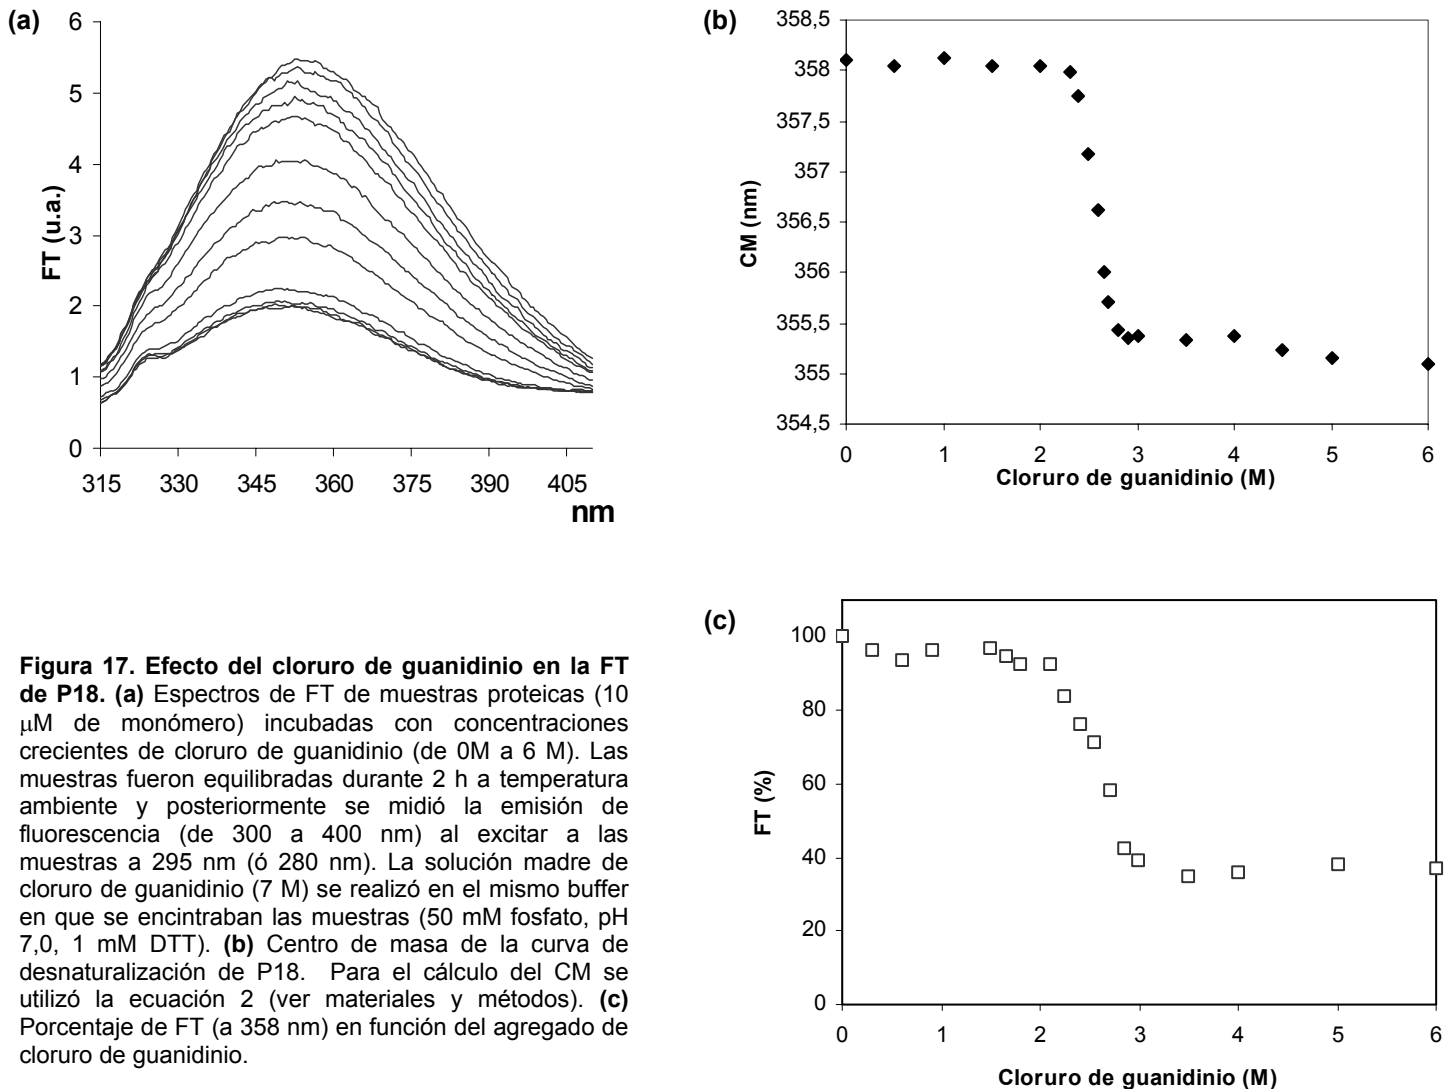 (a)
6
5
4
3
2
1
0
FT (u.a.)
315 330 345 360 375 390 405
nm
(b)
358,5
358
357,5
357
356,5
356
355,5
355
354,5
CM (nm)
0 1 2 3 4 5 6
Cloruro de guanidinio (M)
Figura 17. Efecto del cloruro de guanidinio en la FT
de P18. (a) Espectros de FT de muestras proteicas (10
μM de monómero) incubadas con concentraciones
crecientes de cloruro de guanidinio (de 0M a 6 M). Las
muestras fueron equilibradas durante 2 h a temperatura
ambiente y posteriormente se midió la emisión de
fluorescencia (de 300 a 400 nm) al excitar a las
muestras a 295 nm (ó 280 nm). La solución madre de
cloruro de guanidinio (7 M) se realizó en el mismo buffer
en que se encintraban las muestras (50 mM fosfato, pH
7,0, 1 mM DTT). (b) Centro de masa de la curva de
desnaturalización de P18. Para el cálculo del CM se
utilizó la ecuación 2 (ver materiales y métodos). (c)
Porcentaje de FT (a 358 nm) en función del agregado de
cloruro de guanidinio.
(c)
100
80
60
40
20
0
FT (%)
0 1 2 3 4 5 6
Cloruro de guanidinio (M)